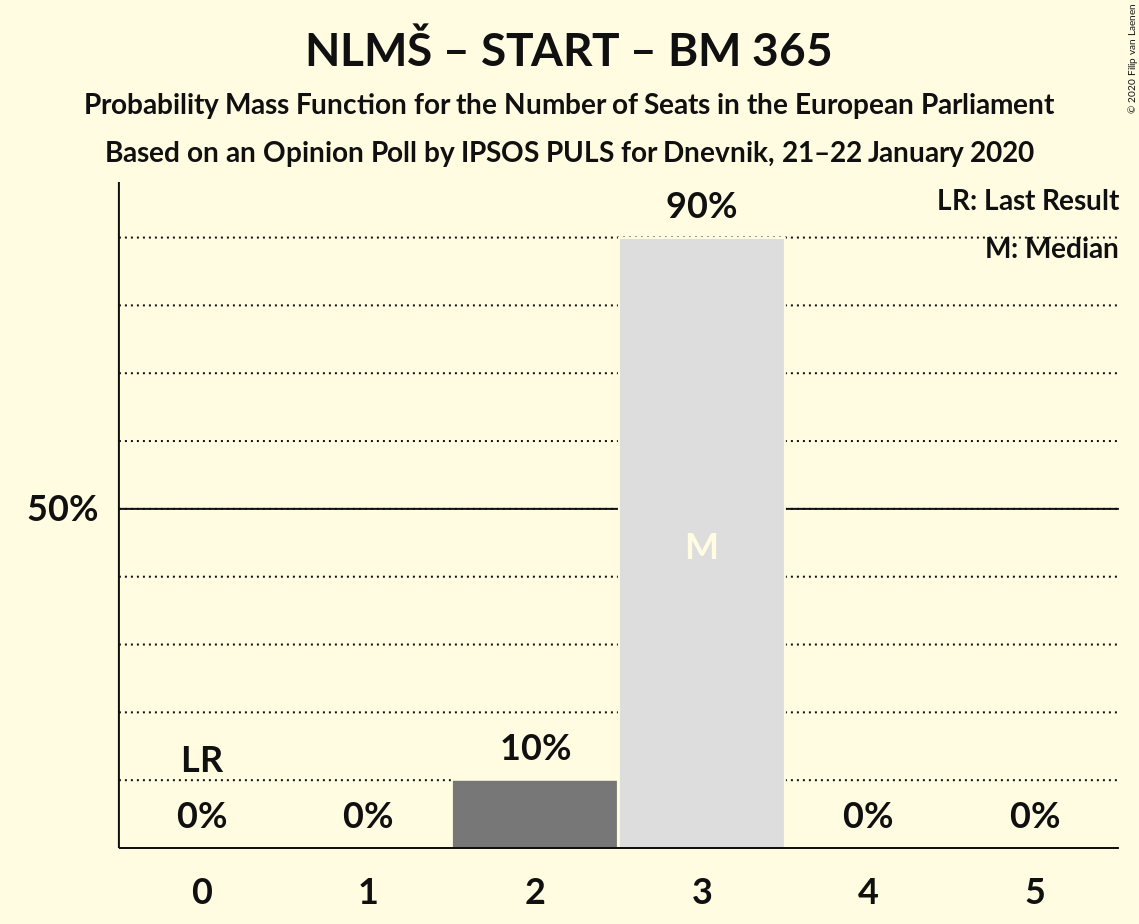 NLMŠ – START – BM 365
Probability Mass Function for the Number of Seats in the European Parliament
Based on an Opinion Poll by IPSOS PULS for Dnevnik, 21–22 January 2020
© 2020 Filip van Laenen
LR: Last Result
M: Median
90%
50%
M
10%
LR
0%
0%
0%
0%
0
1
2
3
4
5